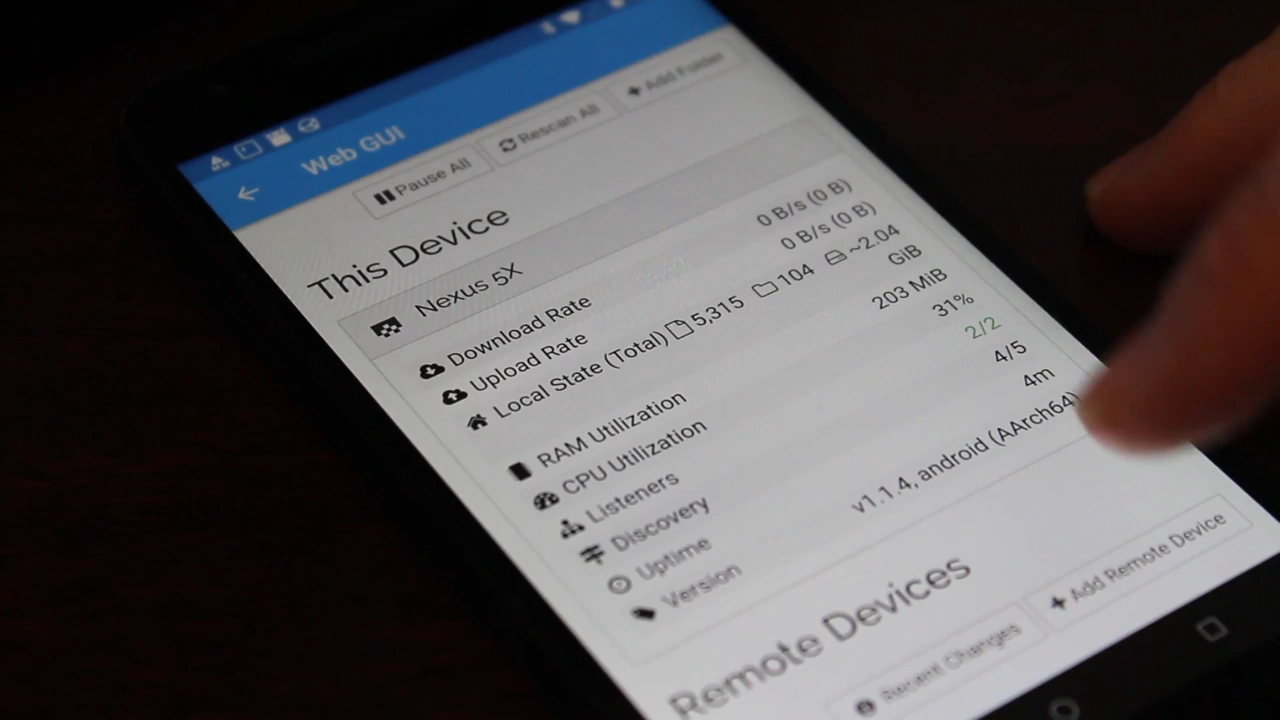 Web GUI
Pause All Rescan All Add Folder
This Device
Nexus 5X
Download Rate 0 B/s (0 B)
Upload Rate 0 B/s (0 B)
Local State (Total) 5,315 104 ~2.04
GiB
RAM Utilization 203 MiB
CPU Utilization 31%
Listeners 2/2
Discovery 4/5
Uptime 4m
Version v1.1.4, android (AArch64)
Remote Devices
Recent Changes Add Remote Device